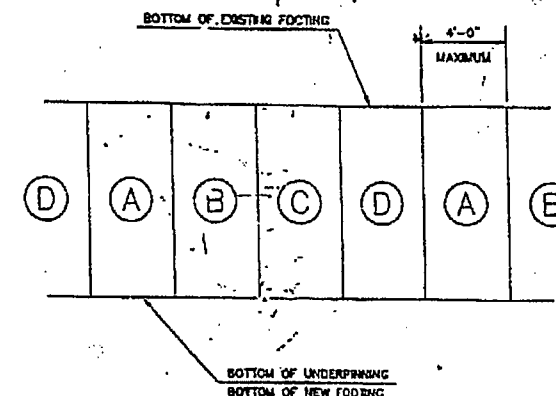 BOTTOM OF EXISTING FOOTING
4'-0"
MAXIMUM
D A B C D A B
BOTTOM OF UNDERPINNING
BOTTOM OF NEW FOOTING